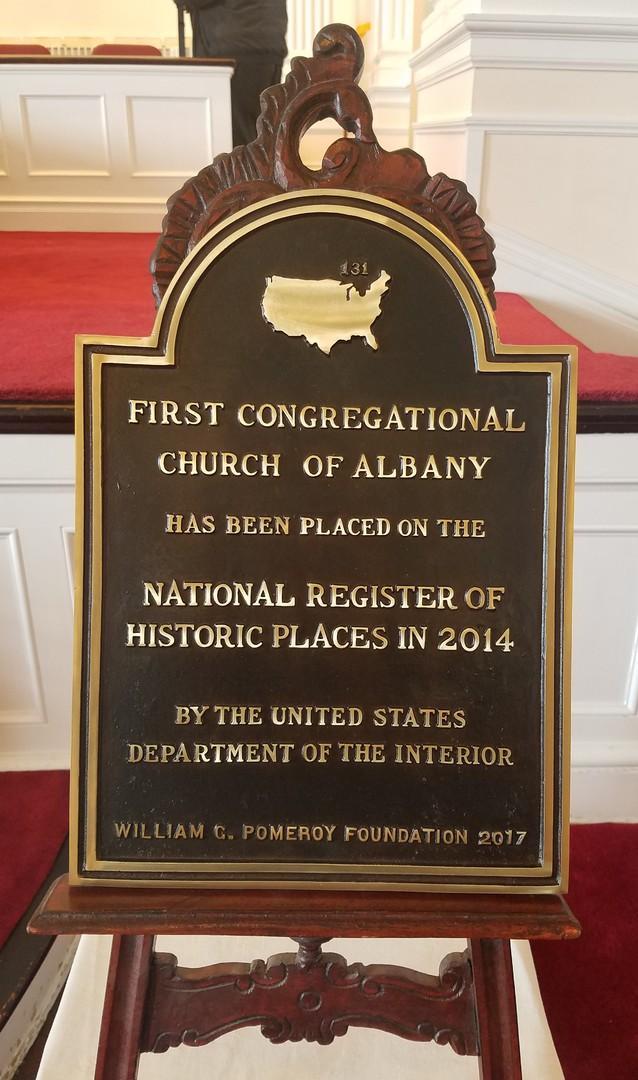 131
FIRST CONGREGATIONAL
CHURCH OF ALBANY
HAS BEEN PLACED ON THE
NATIONAL REGISTER OF
HISTORIC PLACES IN 2014
BY THE UNITED STATES
DEPARTMENT OF THE INTERIOR
WILLIAM G. POMEROY FOUNDATION 2017